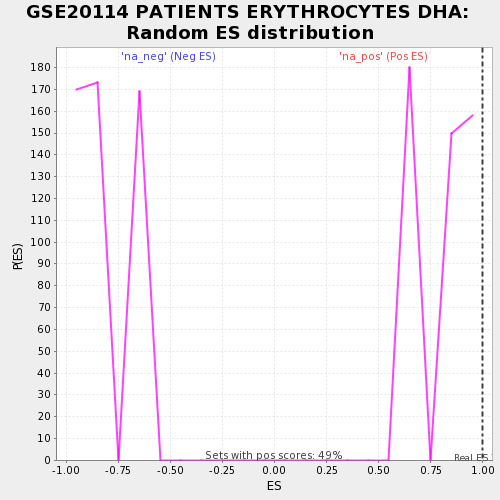 GSE20114 PATIENTS ERYTHROCYTES DHA:
Random ES distribution
'na_neg' (Neg ES)
'na_pos' (Pos ES)
180
170
160
150
140
130
120
110
100
90
80
70
60
50
40
30
20
10
0
P(ES)
Sets with pos scores: 49%
Real ES
-1.00 -0.75 -0.50 -0.25 0.00 0.25 0.50 0.75 1.00
ES